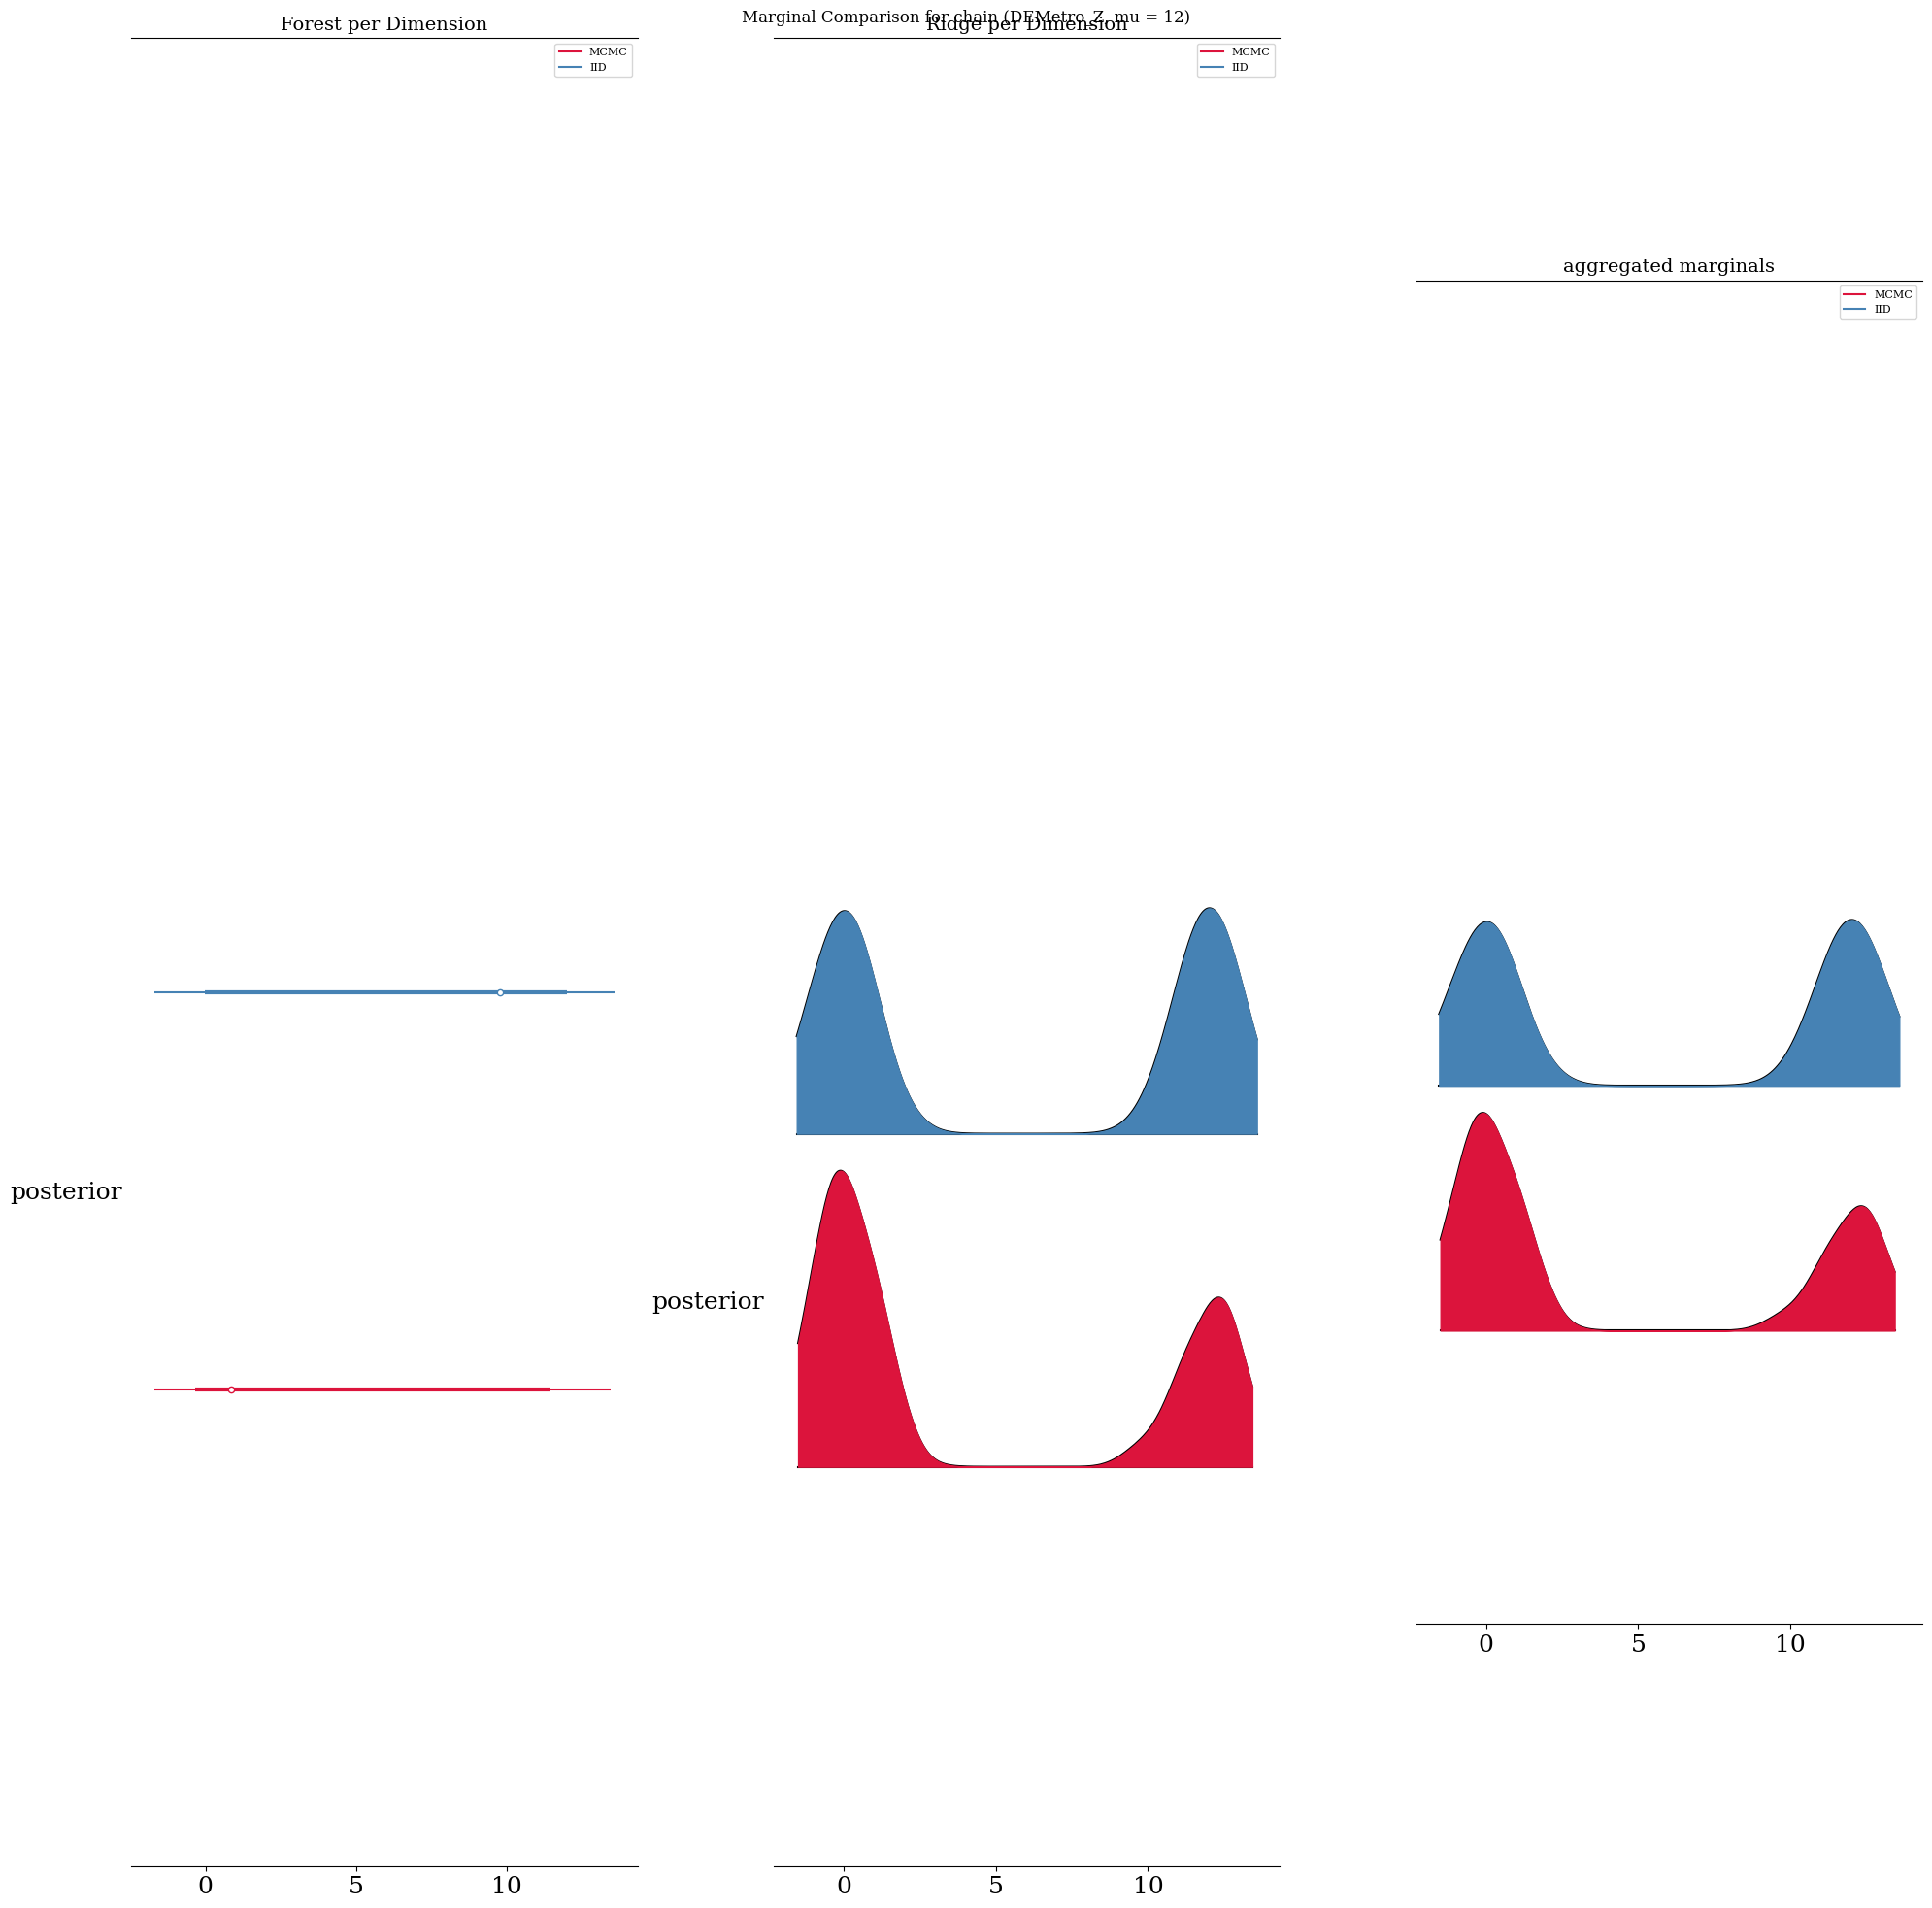 Marginal Comparison for chain (DEMetro_Z, mu = 12)
Forest per Dimension
MCMC
IID
posterior
0 5 10
Ridge per Dimension
MCMC
IID
posterior
0 5 10
aggregated marginals
MCMC
IID
0 5 10